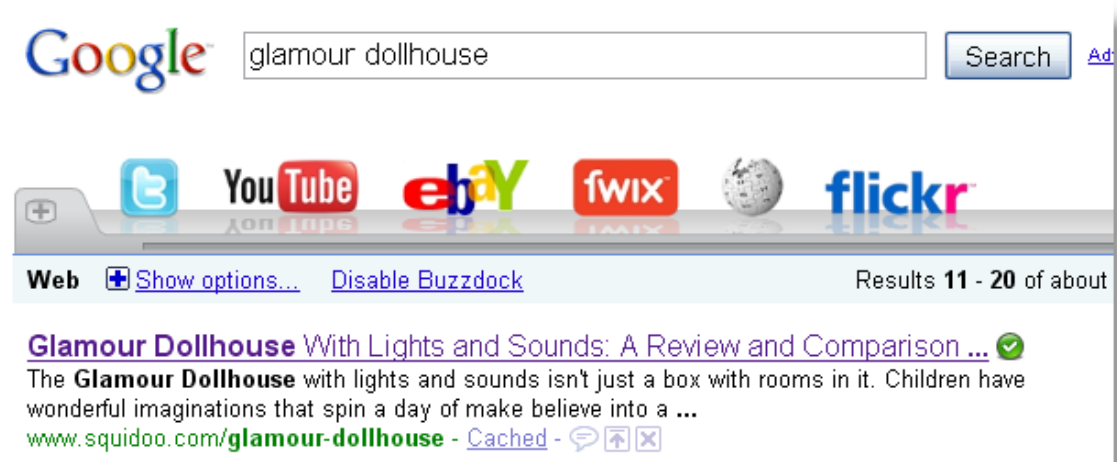 Google glamour dollhouse Search
You Tube ebaY fwix flickr
Web Show options... Disable Buzzdock Results 11 - 20 of about
Glamour Dollhouse With Lights and Sounds: A Review and Comparison ...
The Glamour Dollhouse with lights and sounds isn't just a box with rooms in it. Children have
wonderful imaginations that spin a day of make believe into a ...
www.squidoo.com/glamour-dollhouse - Cached -